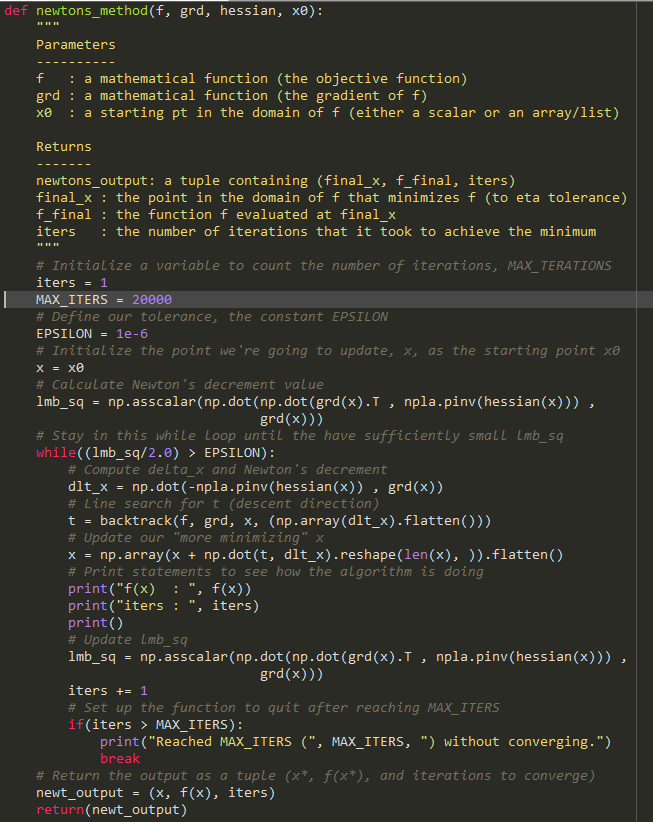 def newtons_method(f, grd, hessian, x0):
    """
    Parameters
    ----------
    f   : a mathematical function (the objective function)
    grd : a mathematical function (the gradient of f)
    x0  : a starting pt in the domain of f (either a scalar or an array/list)

    Returns
    -------
    newtons_output: a tuple containing (final_x, f_final, iters)
    final_x : the point in the domain of f that minimizes f (to eta tolerance)
    f_final : the function f evaluated at final_x
    iters   : the number of iterations that it took to achieve the minimum
    """
    # Initialize a variable to count the number of iterations, MAX_TERATIONS
    iters = 1
    MAX_ITERS = 20000
    # Define our tolerance, the constant EPSILON
    EPSILON = 1e-6
    # Initialize the point we're going to update, x, as the starting point x0
    x = x0
    # Calculate Newton's decrement value
    lmb_sq = np.asscalar(np.dot(np.dot(grd(x).T , npla.pinv(hessian(x))) ,
                                grd(x)))
    # Stay in this while loop until the have sufficiently small lmb_sq
    while((lmb_sq/2.0) > EPSILON):
        # Compute delta_x and Newton's decrement
        dlt_x = np.dot(-npla.pinv(hessian(x)) , grd(x))
        # Line search for t (descent direction)
        t = backtrack(f, grd, x, (np.array(dlt_x).flatten()))
        # Update our "more minimizing" x
        x = np.array(x + np.dot(t, dlt_x).reshape(len(x), )).flatten()
        # Print statements to see how the algorithm is doing
        print("f(x)  : ", f(x))
        print("iters : ", iters)
        print()
        # Update lmb_sq
        lmb_sq = np.asscalar(np.dot(np.dot(grd(x).T , npla.pinv(hessian(x))) ,
                                grd(x)))
        iters += 1
        # Set up the function to quit after reaching MAX_ITERS
        if(iters > MAX_ITERS):
            print("Reached MAX_ITERS (", MAX_ITERS, ") without converging.")
            break
    # Return the output as a tuple (x*, f(x*), and iterations to converge)
    newt_output = (x, f(x), iters)
    return(newt_output)